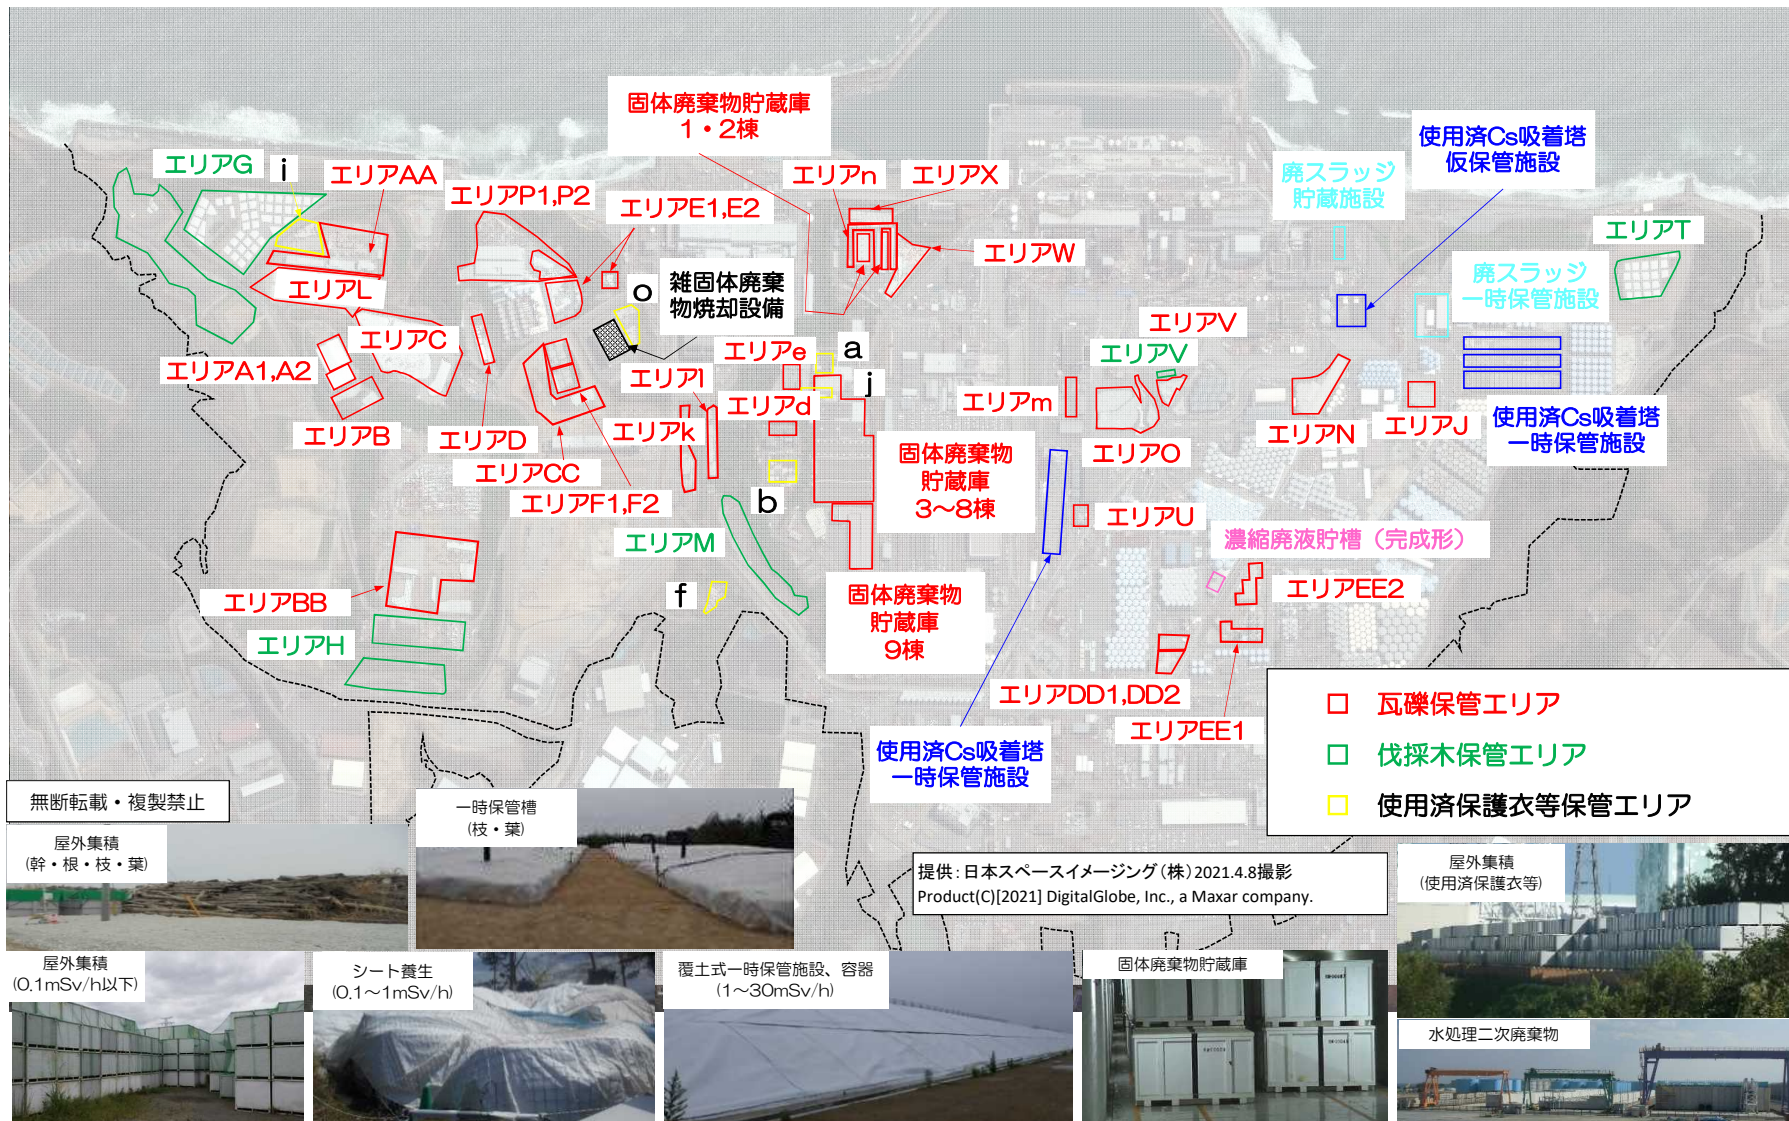 固体廃棄物貯蔵庫
1・2棟
使用済Cs吸着塔
仮保管施設
エリアG
i
エリアAA
エリアP1,P2
エリアE1,E2
エリアn
エリアX
廃スラッジ
貯蔵施設
エリアT
エリアW
エリアL
o
雑固体廃棄
物焼却設備
廃スラッジ
一時保管施設
エリアC
エリアV
エリアe
a
エリアV
エリアA1,A2
エリアl
j
エリアd
エリアm
エリアB
エリアD
エリアk
エリアO
エリアN
エリアJ
使用済Cs吸着塔
一時保管施設
エリアCC
エリアF1,F2
b
固体廃棄物
貯蔵庫
3～8棟
エリアU
エリアM
濃縮廃液貯槽（完成形）
エリアBB
f
固体廃棄物
貯蔵庫
9棟
エリアEE2
エリアH
エリアDD1,DD2
エリアEE1
使用済Cs吸着塔
一時保管施設
瓦礫保管エリア
伐採木保管エリア
使用済保護衣等保管エリア
無断転載・複製禁止
屋外集積
(幹・根・枝・葉)
一時保管槽
(枝・葉)
提供：日本スペースイメージング（株）2021.4.8撮影
Product(C)[2021] DigitalGlobe, Inc., a Maxar company.
屋外集積
(使用済保護衣等)
屋外集積
(0.1mSv/h以下)
シート養生
(0.1～1mSv/h)
覆土式一時保管施設、容器
(1～30mSv/h)
固体廃棄物貯蔵庫
水処理二次廃棄物